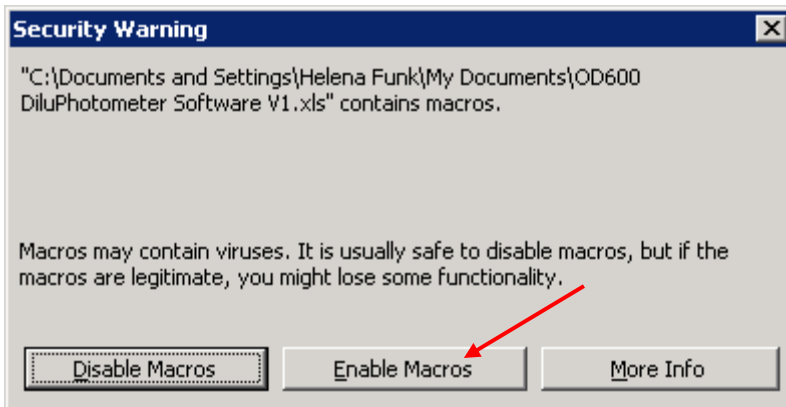 Security Warning
"C:\Documents and Settings\Helena Funk\My Documents\OD600
DiluPhotometer Software V1.xls" contains macros.
Macros may contain viruses. It is usually safe to disable macros, but if the
macros are legitimate, you might lose some functionality.
Disable Macros
Enable Macros
More Info